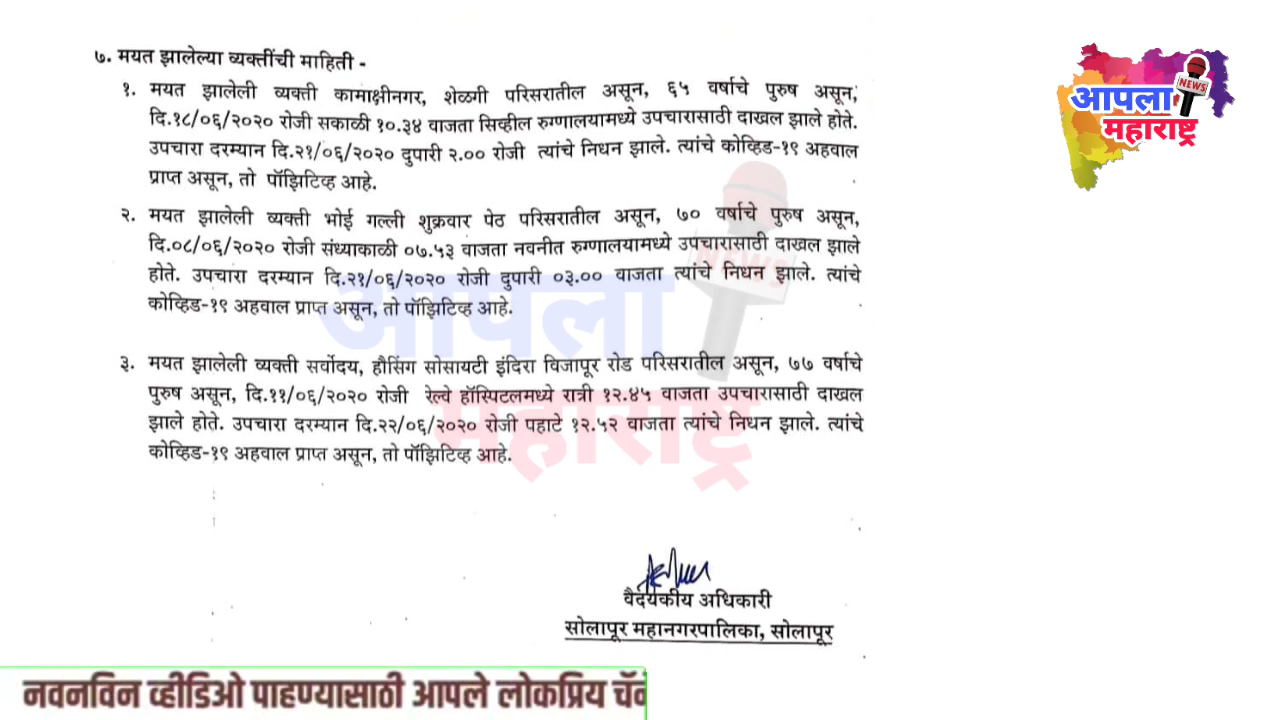 ७. मयत झालेल्या व्यक्तींची माहिती -
१. मयत झालेली व्यक्ती कामाक्षीनगर, शेळगी परिसरातील असून, ६५ वर्षाचे पुरुष असून,
दि.१८/०६/२०२० रोजी सकाळी १०.३४ वाजता सिव्हील रुग्णालयामध्ये उपचारासाठी दाखल झाले होते.
उपचारा दरम्यान दि.२१/०६/२०२० दुपारी २.०० रोजी त्यांचे निधन झाले. त्यांचे कोव्हिड-१९ अहवाल
प्राप्त असून, तो पॉझिटिव्ह आहे.
२. मयत झालेली व्यक्ती भोई गल्ली शुक्रवार पेठ परिसरातील असून, ७० वर्षाचे पुरुष असून,
दि.०८/०६/२०२० रोजी संध्याकाळी ०७.५३ वाजता नवनीत रुग्णालयामध्ये उपचारासाठी दाखल झाले
होते. उपचारा दरम्यान दि.२१/०६/२०२० रोजी दुपारी ०३.०० वाजता त्यांचे निधन झाले. त्यांचे
कोव्हिड-१९ अहवाल प्राप्त असून, तो पॉझिटिव्ह आहे.
३. मयत झालेली व्यक्ती सर्वोदय, हौसिंग सोसायटी इंदिरा विजापूर रोड परिसरातील असून, ७७ वर्षाचे
पुरुष असून, दि.११/०६/२०२० रोजी रेल्वे हॉस्पिटलमध्ये रात्री १२.४५ वाजता उपचारासाठी दाखल
झाले होते. उपचारा दरम्यान दि.२२/०६/२०२० रोजी पहाटे १२.५२ वाजता त्यांचे निधन झाले. त्यांचे
कोव्हिड-१९ अहवाल प्राप्त असून, तो पॉझिटिव्ह आहे.
वैद्यकीय अधिकारी
सोलापूर महानगरपालिका, सोलापूर
आपला
NEWS
महाराष्ट्र
आपला
NEWS
महाराष्ट्र
नवनविन व्हीडिओ पाहण्यासाठी आपले लोकप्रिय